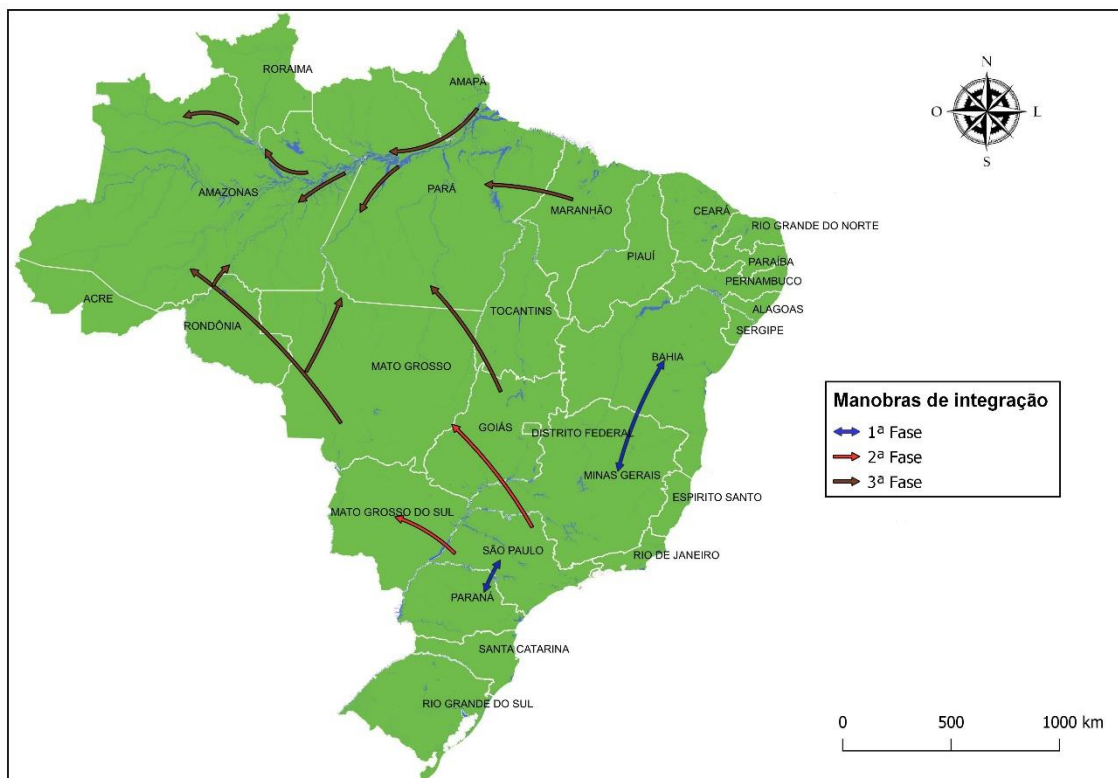 RORAIMA
AMAPÁ
N
O
L
S
AMAZONAS
PARÁ
MARANHÃO
CEARÁ
RIO GRANDE DO NORTE
PIAUÍ
PARAÍBA
PERNAMBUCO
ACRE
RONDÔNIA
TOCANTINS
ALAGOAS
SERGIPE
MATO GROSSO
BAHIA
GOIÁS
DISTRITO FEDERAL
MINAS GERAIS
ESPIRITO SANTO
MATO GROSSO DO SUL
SÃO PAULO
RIO DE JANEIRO
PARANÁ
SANTA CATARINA
RIO GRANDE DO SUL
Manobras de integração
1ª Fase
2ª Fase
3ª Fase
0 500 1000 km